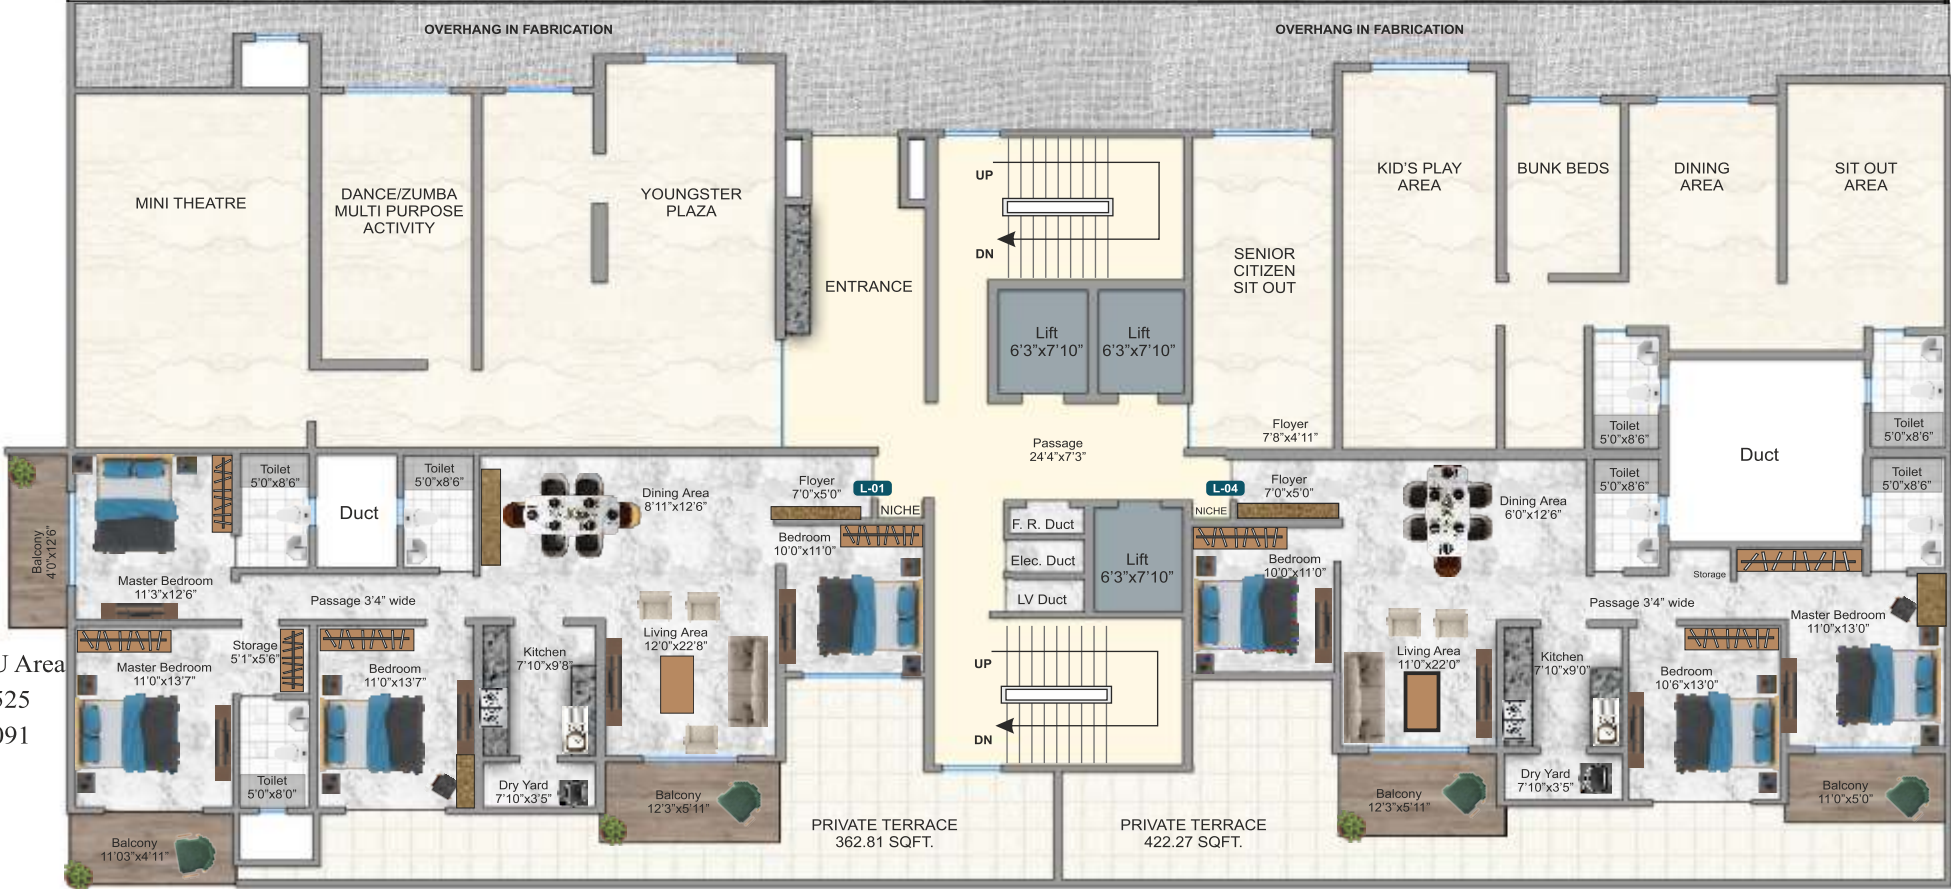 OVERHANG IN FABRICATION
OVERHANG IN FABRICATION
MINI THEATRE
DANCE/ZUMBA
MULTI PURPOSE
ACTIVITY
YOUNGSTER
PLAZA
ENTRANCE
UP
DN
Lift
6'3"x7'10"
Lift
6'3"x7'10"
SENIOR
CITIZEN
SIT OUT
KID'S PLAY
AREA
BUNK BEDS
DINING
AREA
SIT OUT
AREA
Floyer
7'8"x4'11"
Passage
24'4"x7'3"
Toilet
5'0"x8'6"
Toilet
5'0"x8'6"
Duct
Balcony
4'0"x12'6"
Master Bedroom
11'3"x12'6"
Toilet
5'0"x8'6"
Duct
Toilet
5'0"x8'6"
Dining Area
8'11"x12'6"
Floyer
7'0"x5'0"
L-01
NICHE
Bedroom
10'0"x11'0"
F. R. Duct
Elec. Duct
LV Duct
Lift
6'3"x7'10"
L-04
NICHE
Floyer
7'0"x5'0"
Bedroom
10'0"x11'0"
Dining Area
6'0"x12'6"
Toilet
5'0"x8'6"
Toilet
5'0"x8'6"
Storage
Passage 3'4" wide
Master Bedroom
11'0"x13'0"
Passage 3'4" wide
Storage
5'1"x5'6"
Master Bedroom
11'0"x13'7"
Bedroom
11'0"x13'7"
Kitchen
7'10"x9'8"
Living Area
12'0"x22'8"
UP
DN
Living Area
11'0"x22'0"
Kitchen
7'10"x9'0"
Bedroom
10'6"x13'0"
U Area
525
091
Toilet
5'0"x8'0"
Dry Yard
7'10"x3'5"
Balcony
12'3"x5'11"
Balcony
11'03"x4'11"
PRIVATE TERRACE
362.81 SQFT.
PRIVATE TERRACE
422.27 SQFT.
Balcony
12'3"x5'11"
Dry Yard
7'10"x3'5"
Balcony
11'0"x5'0"